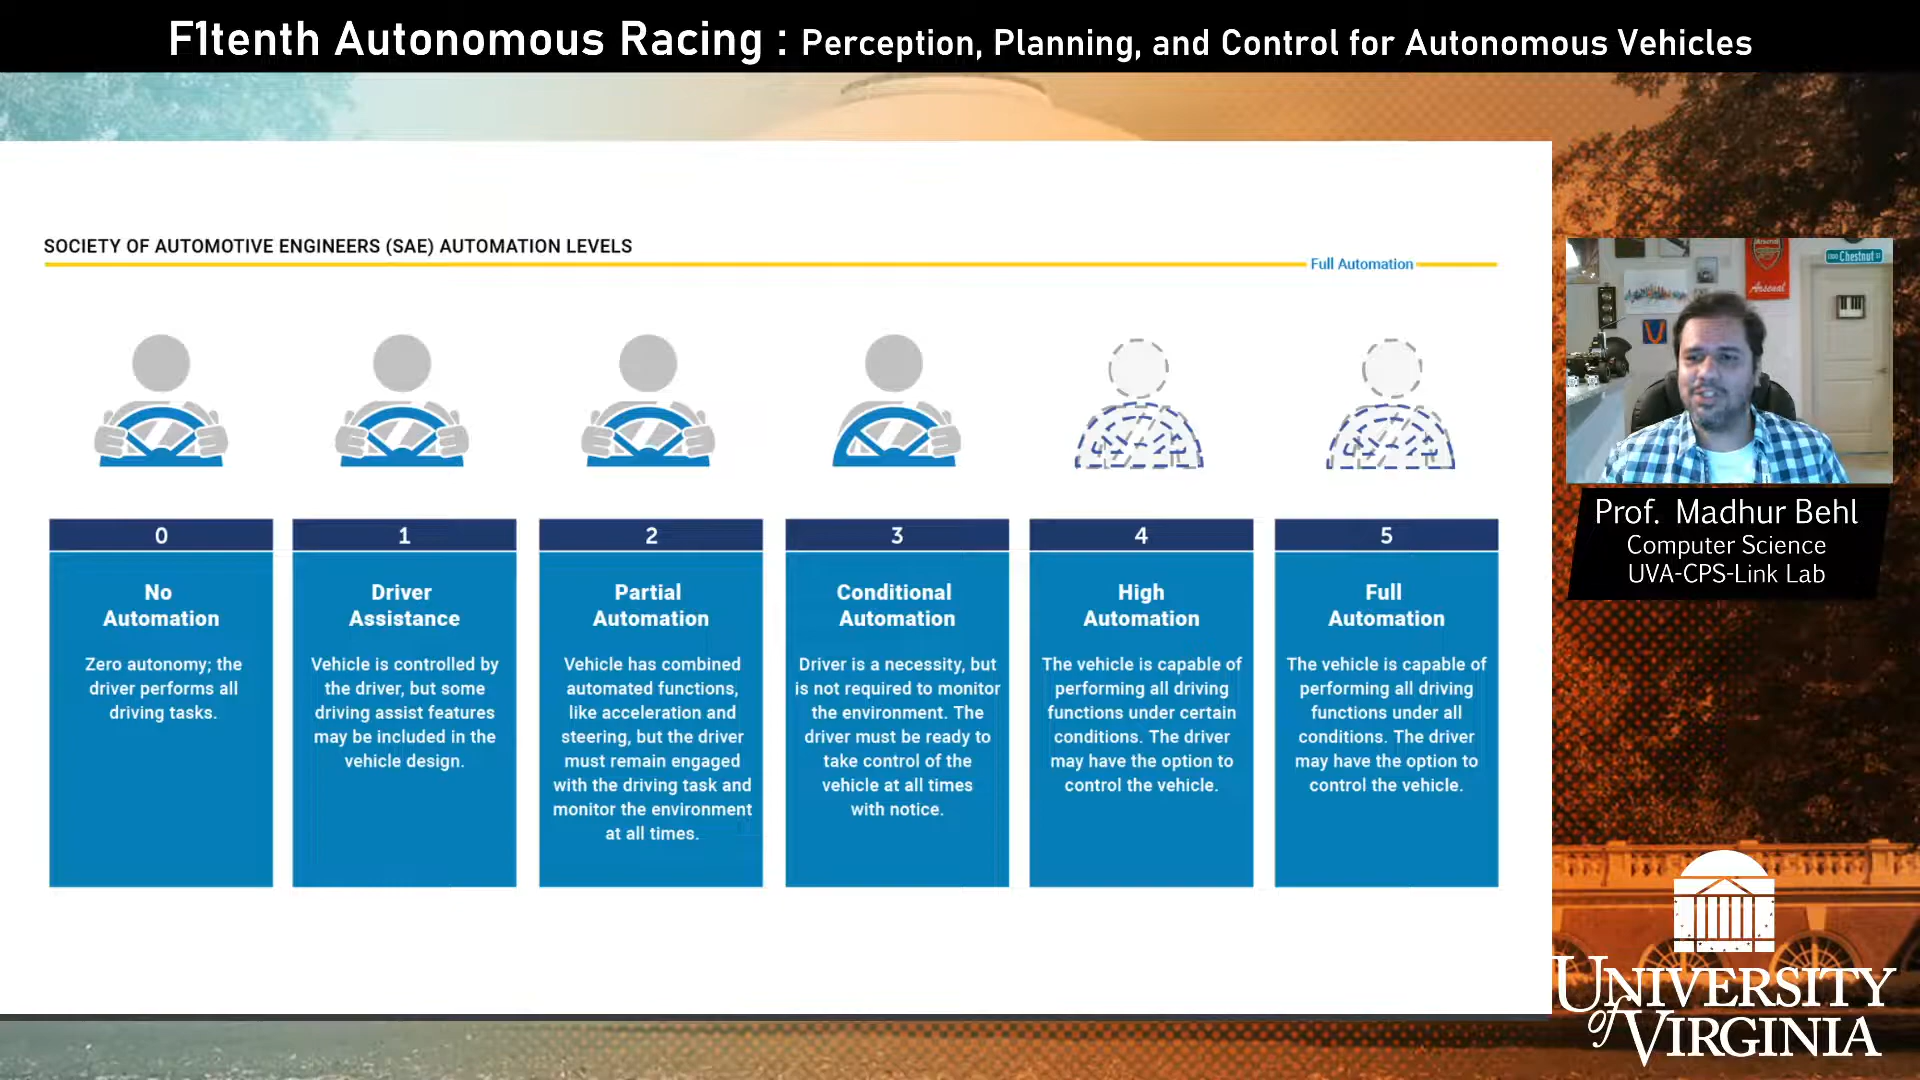 F1tenth Autonomous Racing : Perception, Planning, and Control for Autonomous Vehicles
SOCIETY OF AUTOMOTIVE ENGINEERS (SAE) AUTOMATION LEVELS
Full Automation
0
No
Automation
Zero autonomy; the
driver performs all
driving tasks.
1
Driver
Assistance
Vehicle is controlled by
the driver, but some
driving assist features
may be included in the
vehicle design.
2
Partial
Automation
Vehicle has combined
automated functions,
like acceleration and
steering, but the driver
must remain engaged
with the driving task and
monitor the environment
at all times.
3
Conditional
Automation
Driver is a necessity, but
is not required to monitor
the environment. The
driver must be ready to
take control of the
vehicle at all times
with notice.
4
High
Automation
The vehicle is capable of
performing all driving
functions under certain
conditions. The driver
may have the option to
control the vehicle.
5
Full
Automation
The vehicle is capable of
performing all driving
functions under all
conditions. The driver
may have the option to
control the vehicle.
Arsenal
Arsenal
Chestnut
Prof. Madhur Behl
Computer Science
UVA-CPS-Link Lab
UNIVERSITY
of VIRGINIA